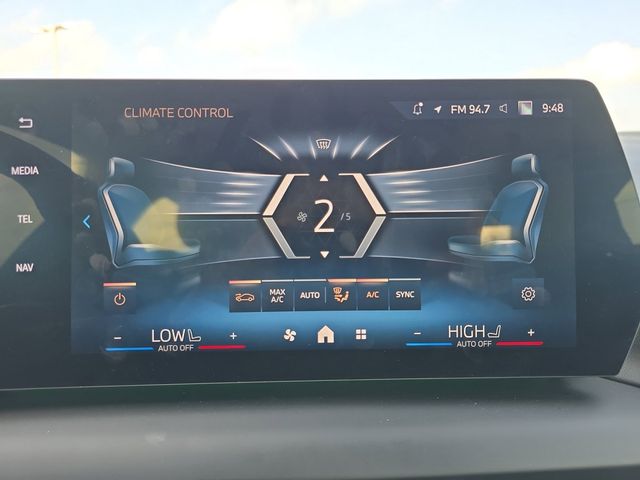 CLIMATE CONTROL
FM 94.7 9:48
MEDIA
TEL
NAV
2 /5
MAX A/C AUTO A/C SYNC
− LOW + − HIGH +
AUTO OFF AUTO OFF